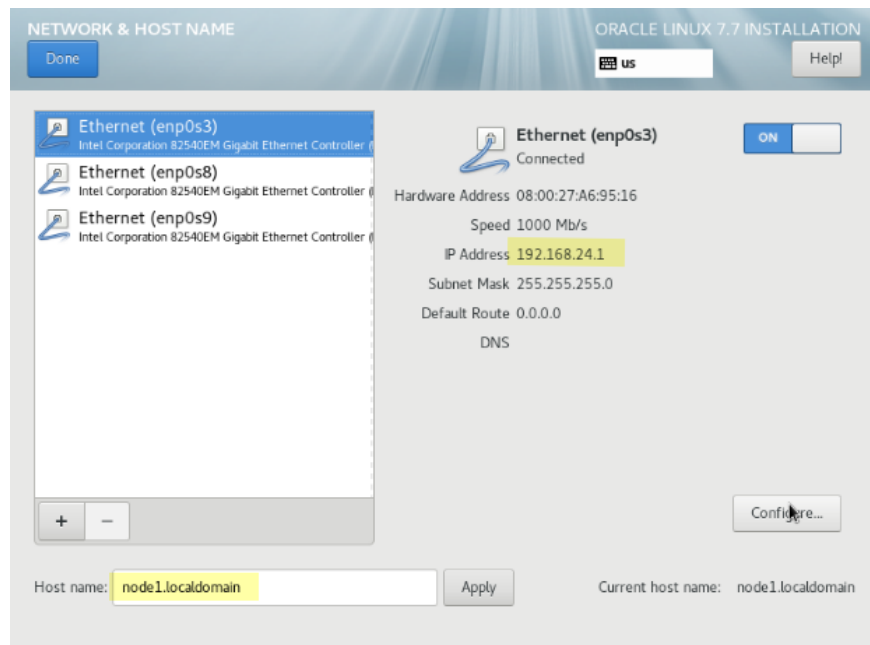 NETWORK & HOST NAME
ORACLE LINUX 7.7 INSTALLATION
Done
us
Help!
Ethernet (enp0s3)
Intel Corporation 82540EM Gigabit Ethernet Controller (
Ethernet (enp0s8)
Intel Corporation 82540EM Gigabit Ethernet Controller (
Ethernet (enp0s9)
Intel Corporation 82540EM Gigabit Ethernet Controller (
Ethernet (enp0s3)
Connected
ON
Hardware Address 08:00:27:A6:95:16
Speed 1000 Mb/s
IP Address 192.168.24.1
Subnet Mask 255.255.255.0
Default Route 0.0.0.0
DNS
+ −
Configure...
Host name: node1.localdomain
Apply
Current host name: node1.localdomain